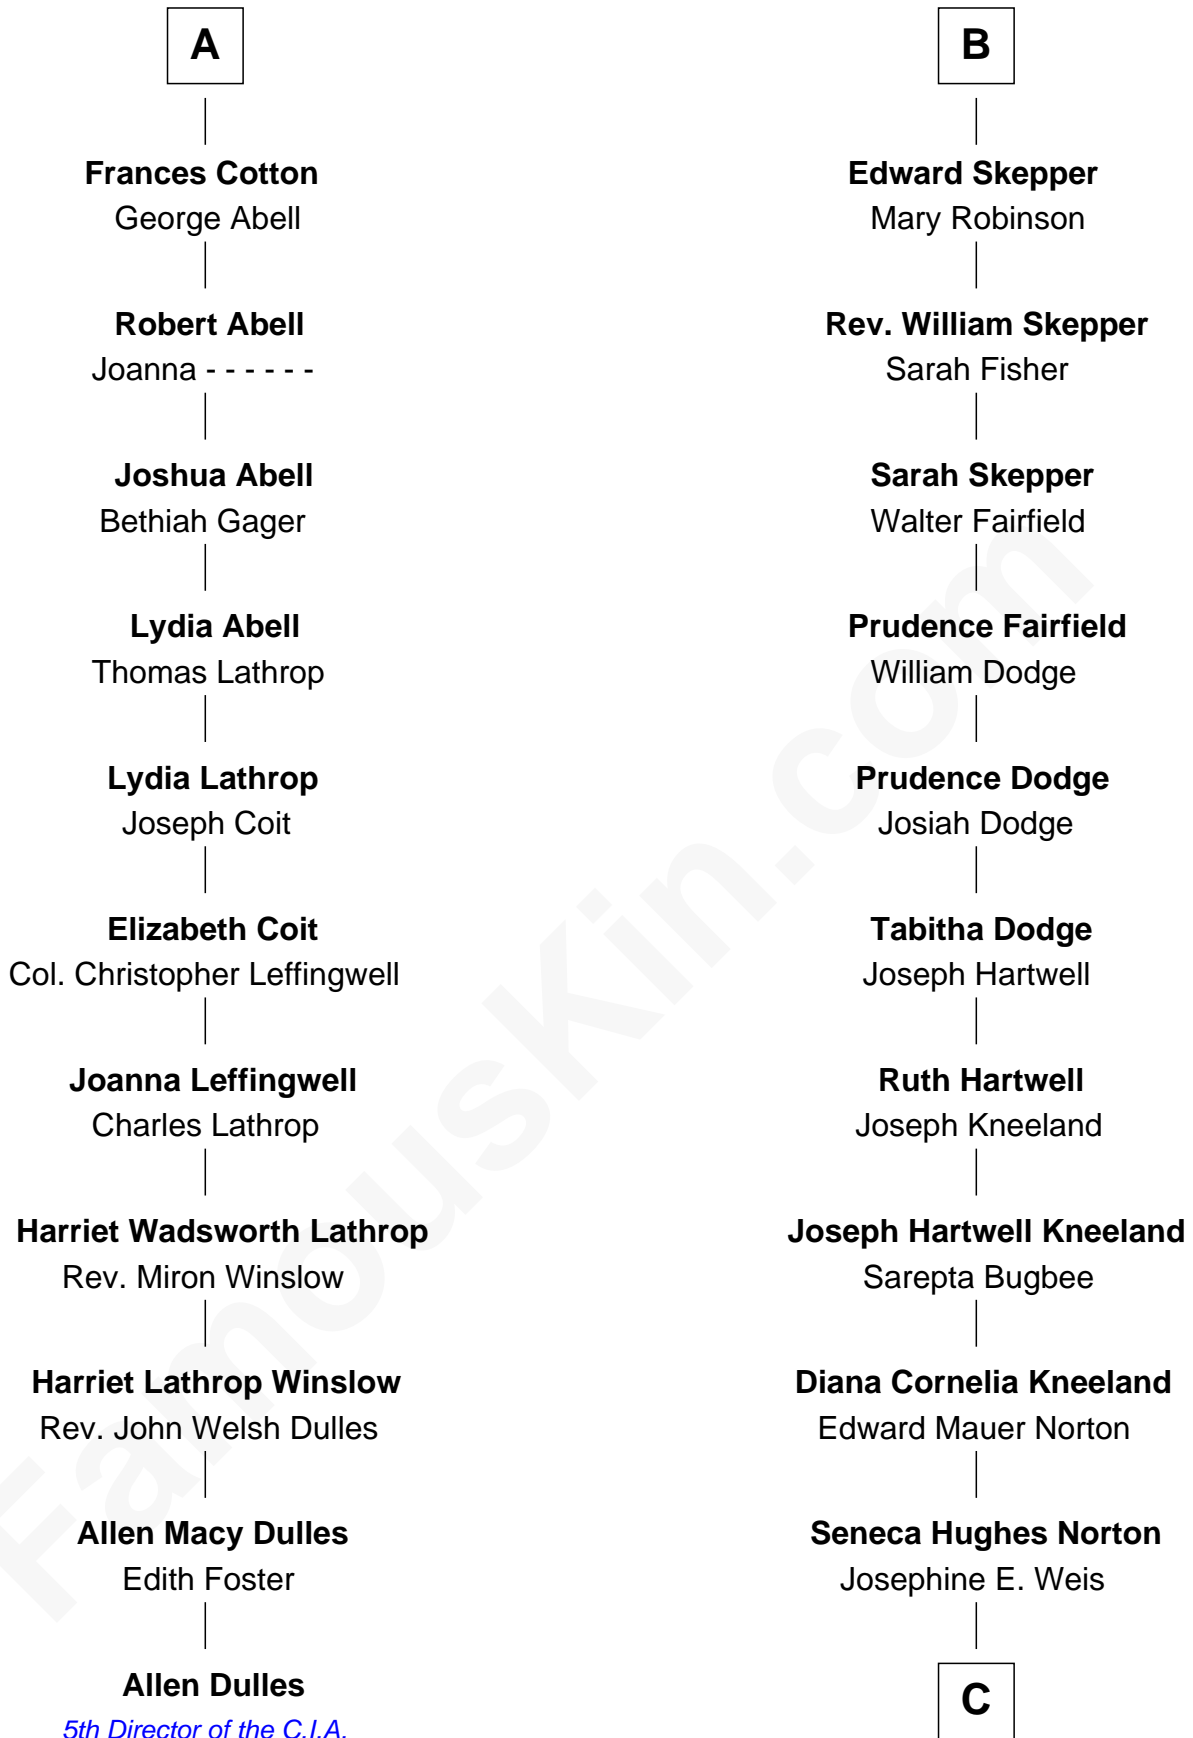 A
Frances Cotton
George Abell
Robert Abell
Joanna - - - - - -
Joshua Abell
Bethiah Gager
Lydia Abell
Thomas Lathrop
Lydia Lathrop
Joseph Coit
Elizabeth Coit
Col. Christopher Leffingwell
Joanna Leffingwell
Charles Lathrop
Harriet Wadsworth Lathrop
Rev. Miron Winslow
Harriet Lathrop Winslow
Rev. John Welsh Dulles
Allen Macy Dulles
Edith Foster
Allen Dulles
5th Director of the C.I.A.
B
Edward Skepper
Mary Robinson
Rev. William Skepper
Sarah Fisher
Sarah Skepper
Walter Fairfield
Prudence Fairfield
William Dodge
Prudence Dodge
Josiah Dodge
Tabitha Dodge
Joseph Hartwell
Ruth Hartwell
Joseph Kneeland
Joseph Hartwell Kneeland
Sarepta Bugbee
Diana Cornelia Kneeland
Edward Mauer Norton
Seneca Hughes Norton
Josephine E. Weis
C
FamousKin.com